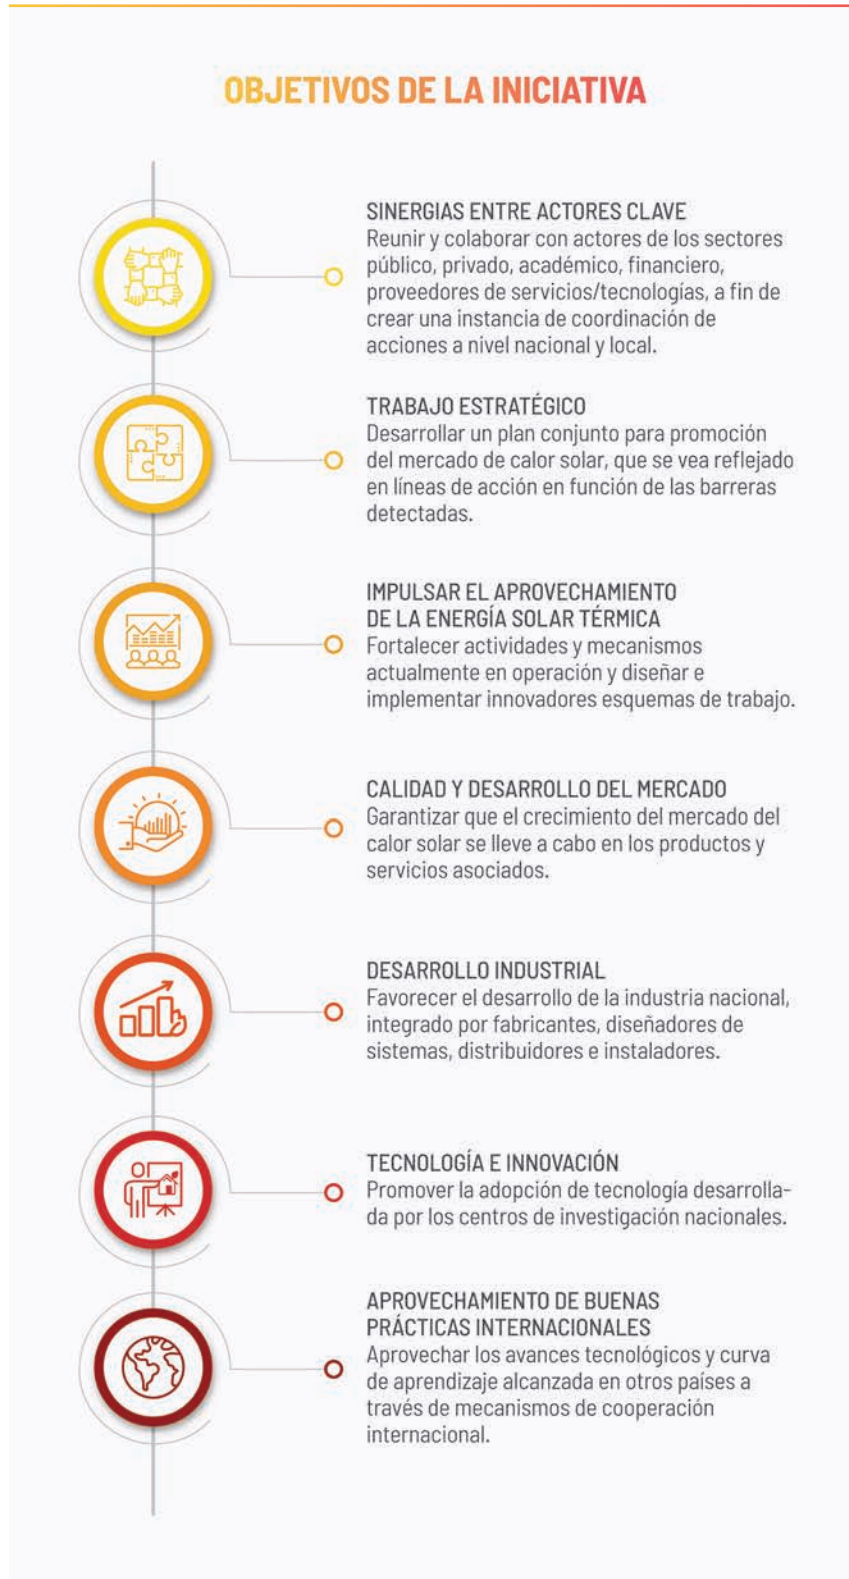 OBJETIVOS DE LA INICIATIVA
SINERGIAS ENTRE ACTORES CLAVE
Reunir y colaborar con actores de los sectores
público, privado, académico, financiero,
proveedores de servicios/tecnologías, a fin de
crear una instancia de coordinación de
acciones a nivel nacional y local.
TRABAJO ESTRATÉGICO
Desarrollar un plan conjunto para promoción
del mercado de calor solar, que se vea reflejado
en líneas de acción en función de las barreras
detectadas.
IMPULSAR EL APROVECHAMIENTO
DE LA ENERGÍA SOLAR TÉRMICA
Fortalecer actividades y mecanismos
actualmente en operación y diseñar e
implementar innovadores esquemas de trabajo.
CALIDAD Y DESARROLLO DEL MERCADO
Garantizar que el crecimiento del mercado del
calor solar se lleve a cabo en los productos y
servicios asociados.
DESARROLLO INDUSTRIAL
Favorecer el desarrollo de la industria nacional,
integrado por fabricantes, diseñadores de
sistemas, distribuidores e instaladores.
TECNOLOGÍA E INNOVACIÓN
Promover la adopción de tecnología desarrolla-
da por los centros de investigación nacionales.
APROVECHAMIENTO DE BUENAS
PRÁCTICAS INTERNACIONALES
Aprovechar los avances tecnológicos y curva
de aprendizaje alcanzada en otros países a
través de mecanismos de cooperación
internacional.